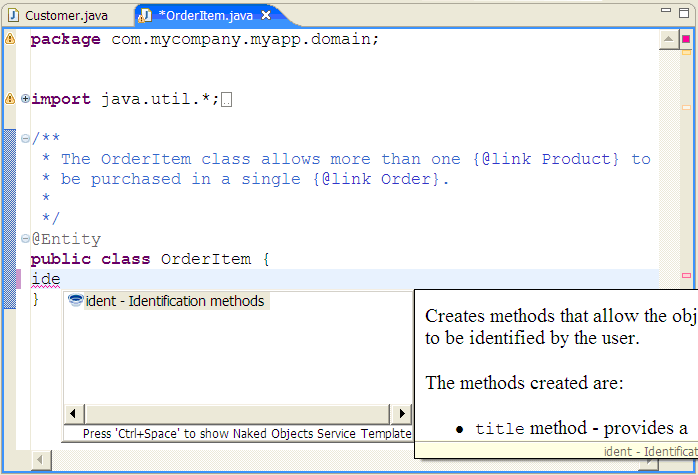 Customer.java
*OrderItem.java
package com.mycompany.myapp.domain;
import java.util.*;
/**
* The OrderItem class allows more than one {@link Product} to
* be purchased in a single {@link Order}.
*
*/
@Entity
public class OrderItem {
ide
}
ident - Identification methods
Press 'Ctrl+Space' to show Naked Objects Service Template
Creates methods that allow the obj
to be identified by the user.
The methods created are:
• title method - provides a
ident - Identificat